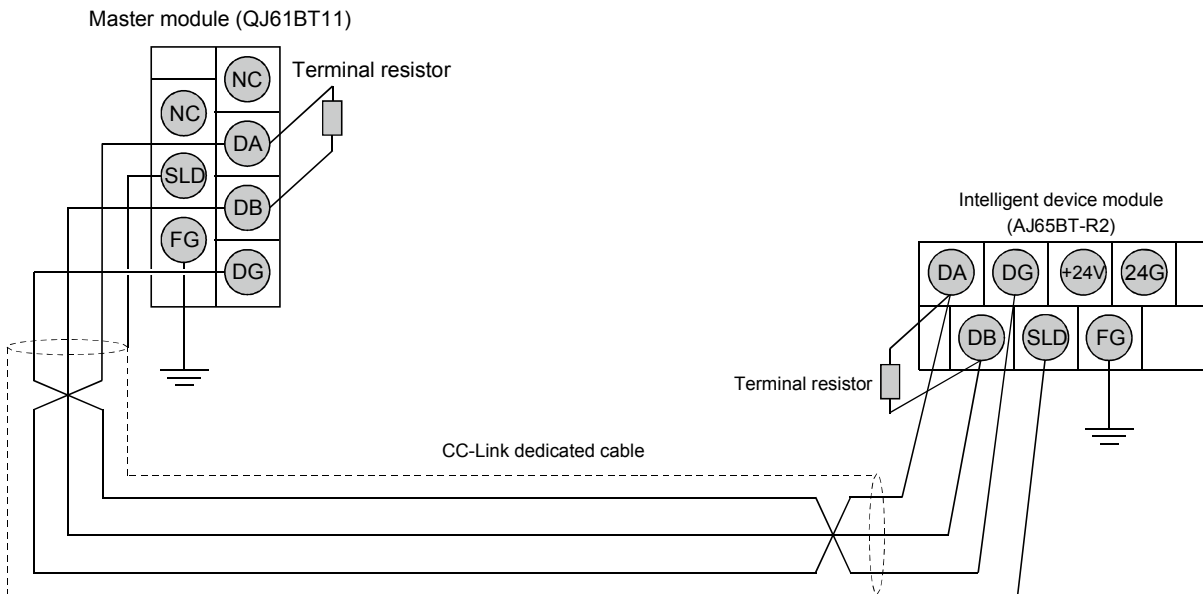 Master module (QJ61BT11)
NC
Terminal resistor
NC
DA
SLD
DB
FG
DG
Intelligent device module
(AJ65BT-R2)
DA
DG
+24V
24G
DB
SLD
FG
Terminal resistor
CC-Link dedicated cable